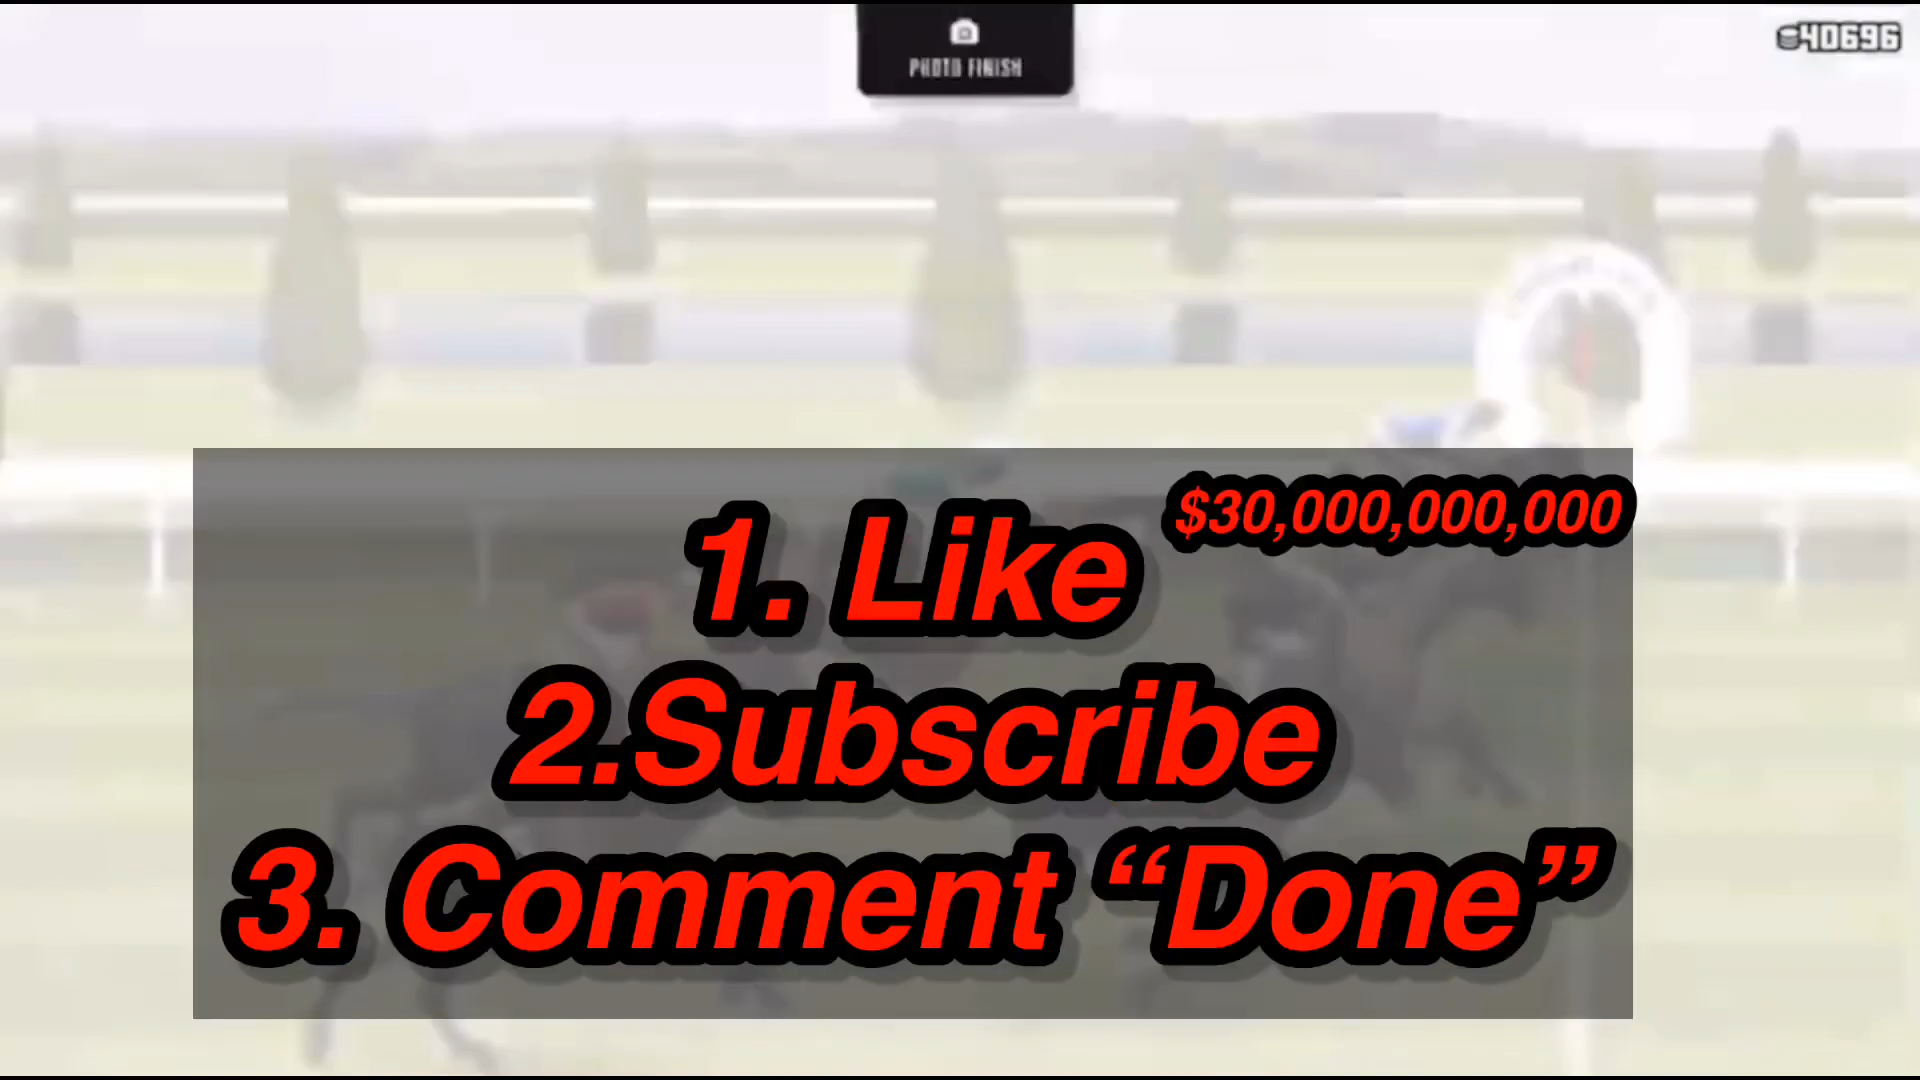 PHOTO FINISH
40696
$30,000,000,000
1. Like
2.Subscribe
3. Comment “Done”